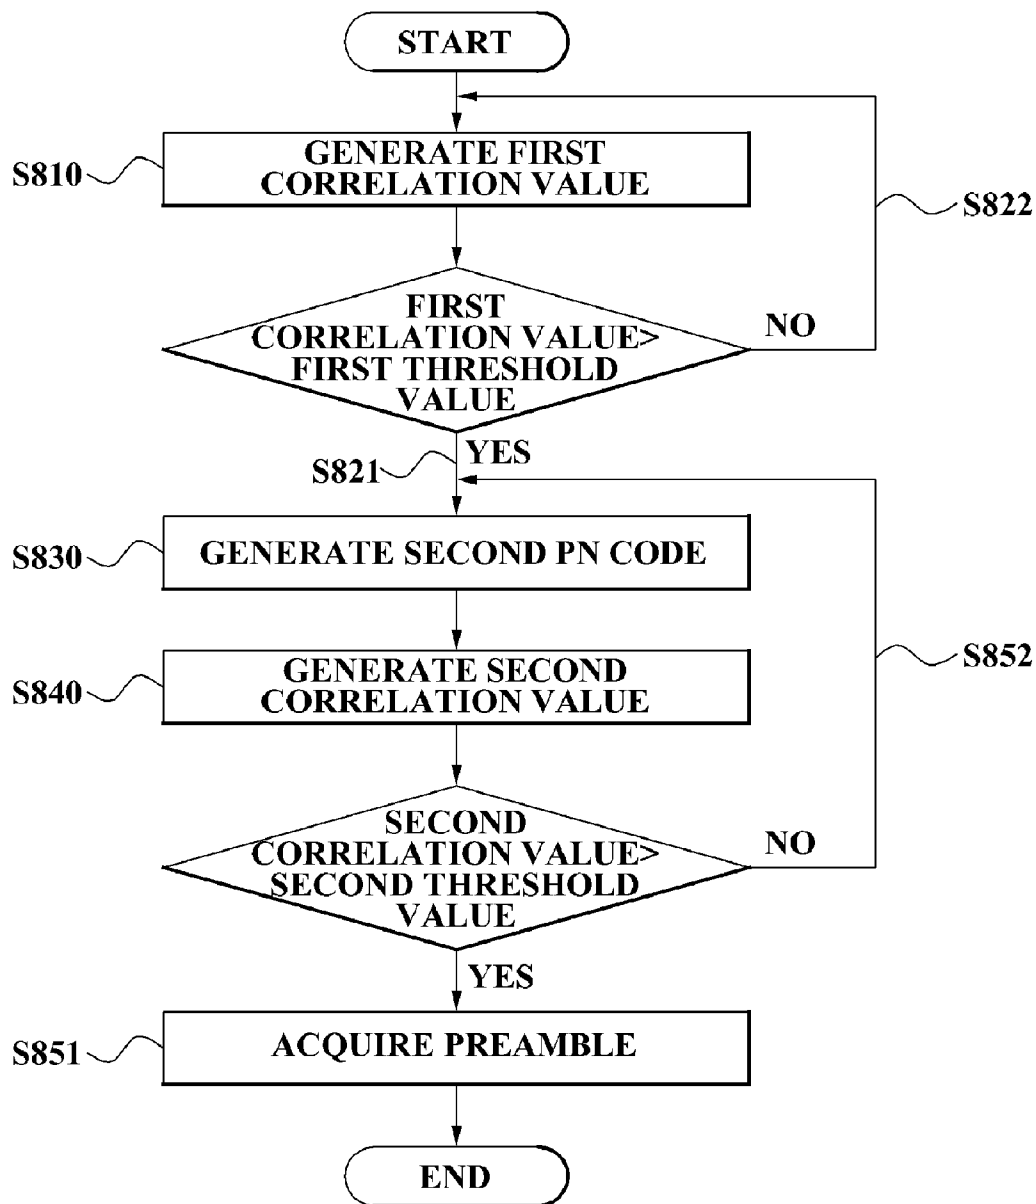 START
GENERATE FIRST
CORRELATION VALUE
S810
S822
FIRST
CORRELATION VALUE>
FIRST THRESHOLD
VALUE
NO
YES
S821
S830
GENERATE SECOND PN CODE
S852
GENERATE SECOND
CORRELATION VALUE
S840
SECOND
CORRELATION VALUE>
SECOND THRESHOLD
VALUE
NO
YES
S851
ACQUIRE PREAMBLE
END